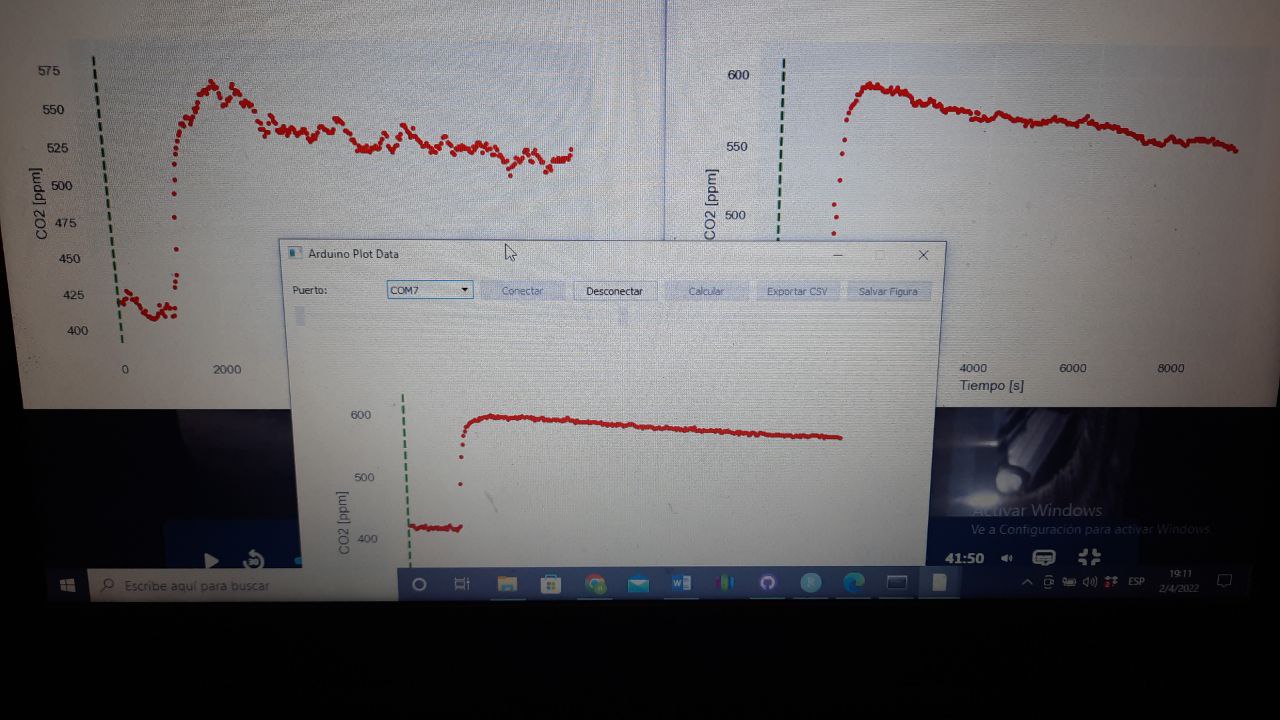 575
550
525
500
475
450
425
400
CO2 [ppm]
0
2000
600
550
500
CO2 [ppm]
4000
6000
8000
Tiempo [s]
Arduino Plot Data
Puerto:
COM7
Conectar
Desconectar
Calcular
Exportar CSV
Salvar Figura
600
500
400
CO2 [ppm]
Activar Windows
Ve a Configuración para activar Windows.
41:50
Escribe aquí para buscar
ESP
19:11
2/4/2022